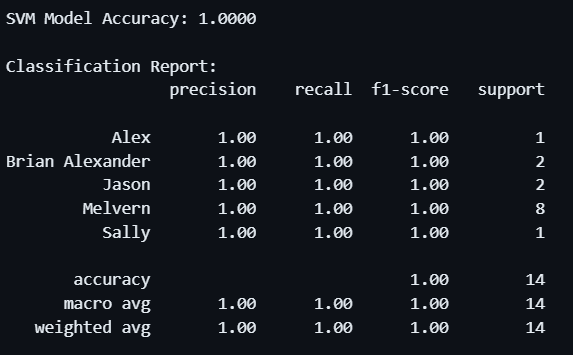 SVM Model Accuracy: 1.0000
Classification Report:
precision recall f1-score support
Alex 1.00 1.00 1.00 1
Brian Alexander 1.00 1.00 1.00 2
Jason 1.00 1.00 1.00 2
Melvern 1.00 1.00 1.00 8
Sally 1.00 1.00 1.00 1
accuracy 1.00 14
macro avg 1.00 1.00 1.00 14
weighted avg 1.00 1.00 1.00 14